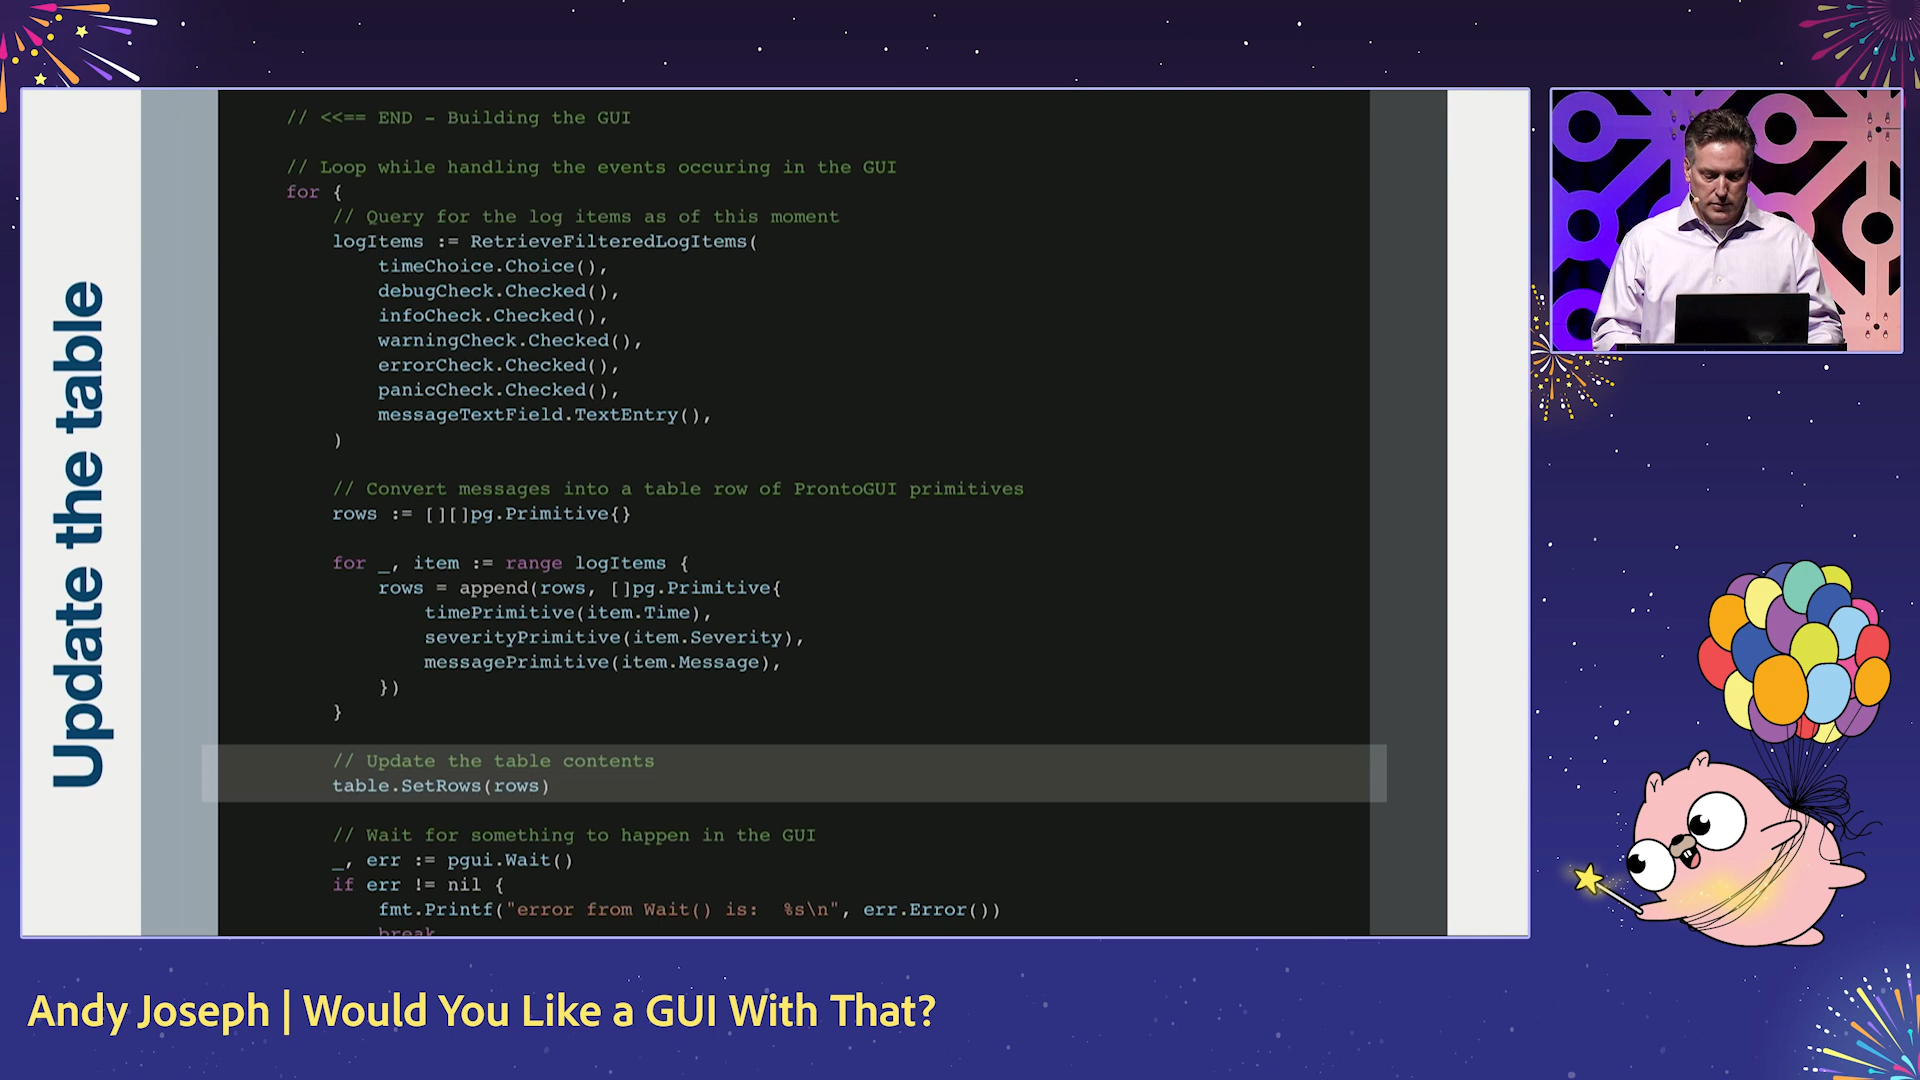 Update the table
// <<== END - Building the GUI
// Loop while handling the events occuring in the GUI
for {
// Query for the log items as of this moment
logItems := RetrieveFilteredLogItems(
timeChoice.Choice(),
debugCheck.Checked(),
infoCheck.Checked(),
warningCheck.Checked(),
errorCheck.Checked(),
panicCheck.Checked(),
messageTextField.TextEntry(),
)
// Convert messages into a table row of ProntoGUI primitives
rows := [][]pg.Primitive{}
for _, item := range logItems {
rows = append(rows, []pg.Primitive{
timePrimitive(item.Time),
severityPrimitive(item.Severity),
messagePrimitive(item.Message),
})
}
// Update the table contents
table.SetRows(rows)
// Wait for something to happen in the GUI
_, err := pgui.Wait()
if err != nil {
fmt.Printf("error from Wait() is:  %s\n", err.Error())
break
Andy Joseph | Would You Like a GUI With That?